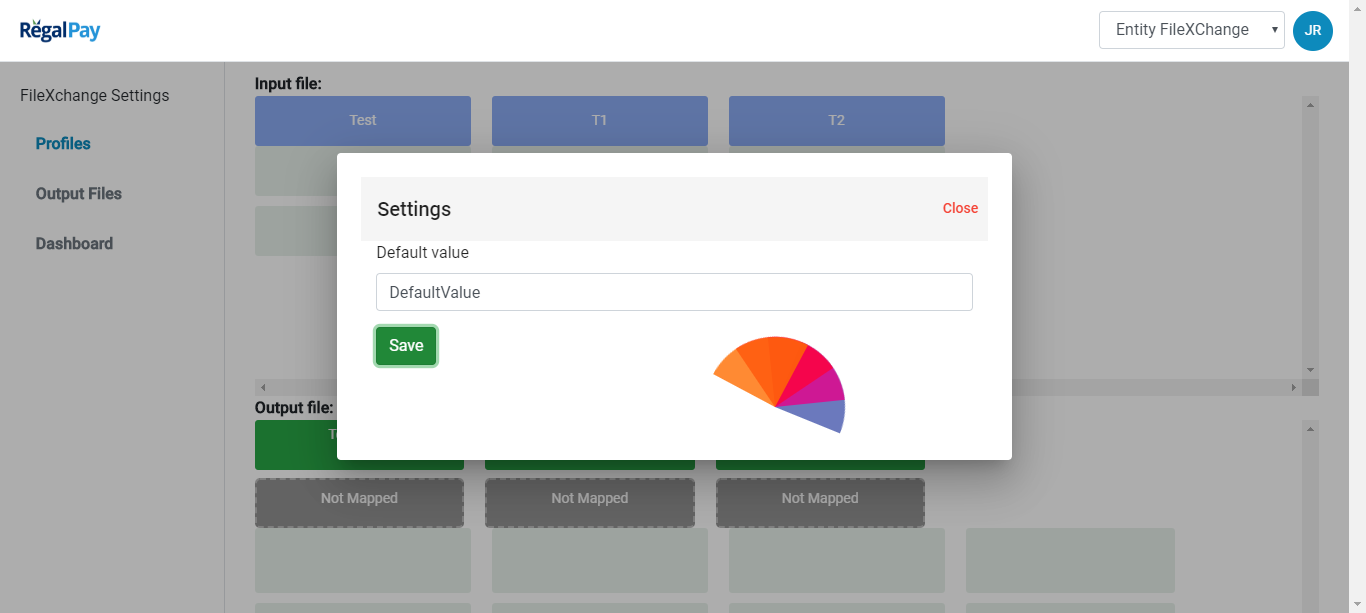 RegalPay
Entity FileXChange
JR
FileXchange Settings
Profiles
Output Files
Dashboard
Input file:
Test
T1
T2
Settings
Close
Default value
DefaultValue
Save
Output file:
Not Mapped
Not Mapped
Not Mapped